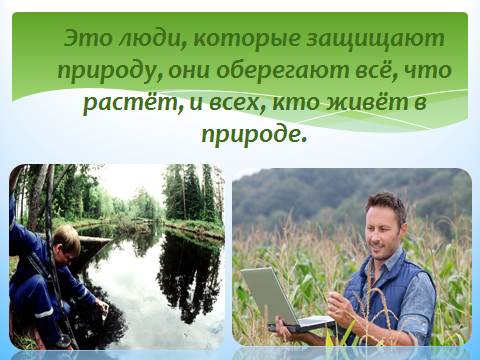 Это люди, которые защищают
природу, они оберегают всё, что
растёт, и всех, кто живёт в
природе.